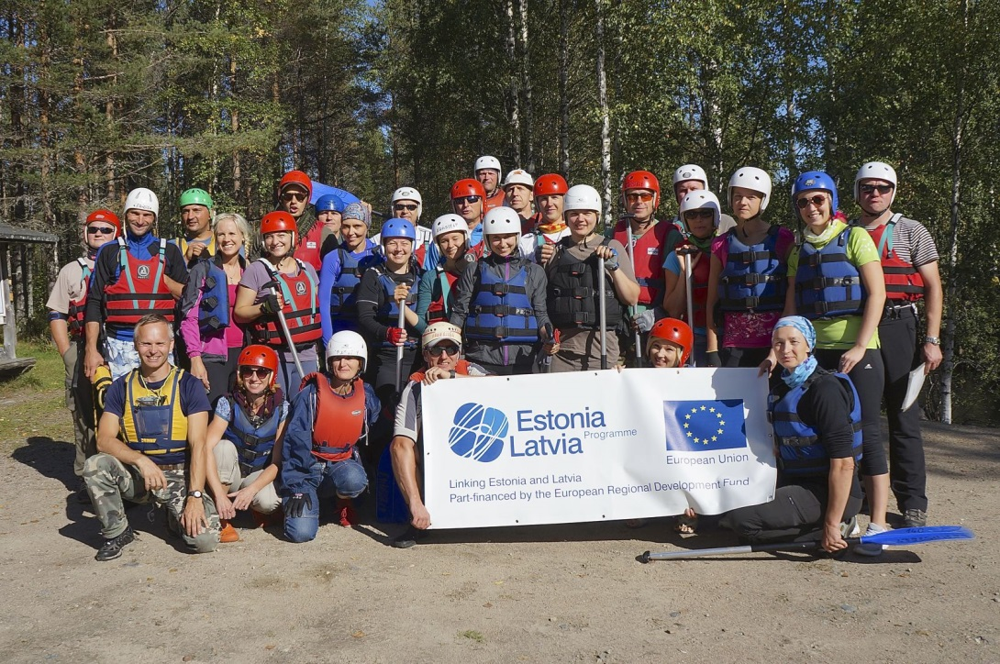 Estonia
Latvia Programme
European Union
Linking Estonia and Latvia
Part-financed by the European Regional Development Fund